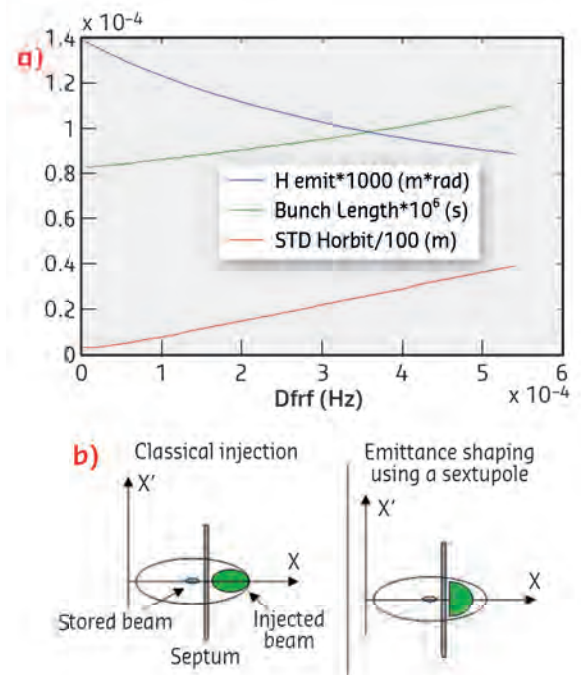 x 10⁻⁴
a)
1.4
1.2
1
0.8
0.6
0.4
0.2
0
H emit*1000 (m*rad)
Bunch Length*10⁶ (s)
STD Horbit/100 (m)
0 1 2 3 4 5 6
Dfrf (Hz)
x 10⁻⁴
b)
Classical injection
X'
X
Stored beam
Injected
beam
Septum
Emittance shaping
using a sextupole
X'
X